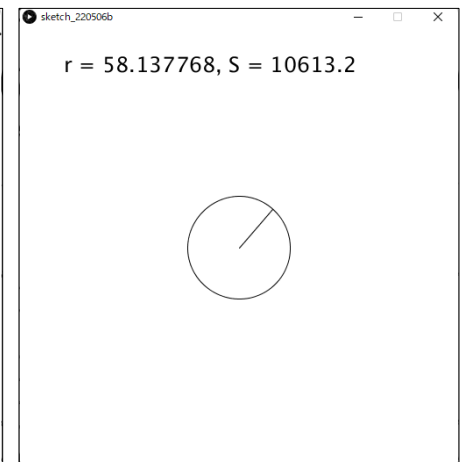 sketch_220506b
r = 58.137768, S = 10613.2